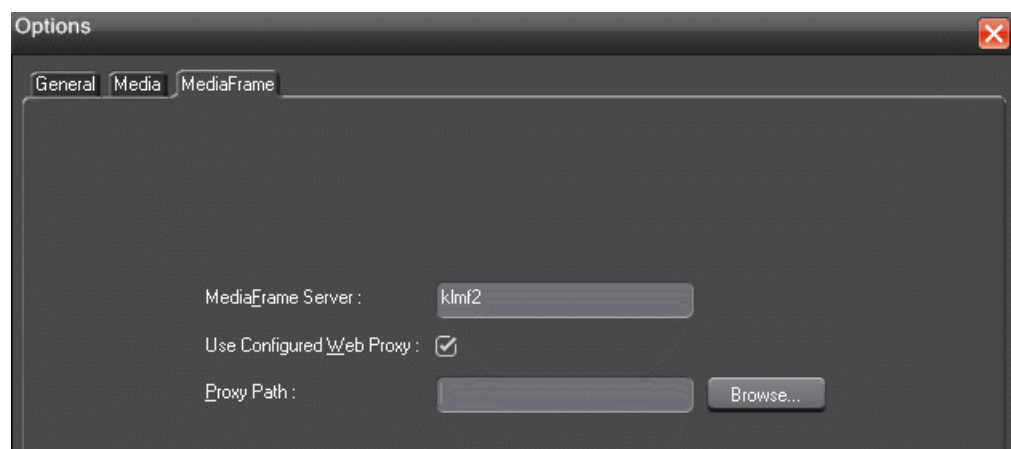 Options
General Media MediaFrame
MediaFrame Server : klmf2
Use Configured Web Proxy :
Proxy Path : Browse...